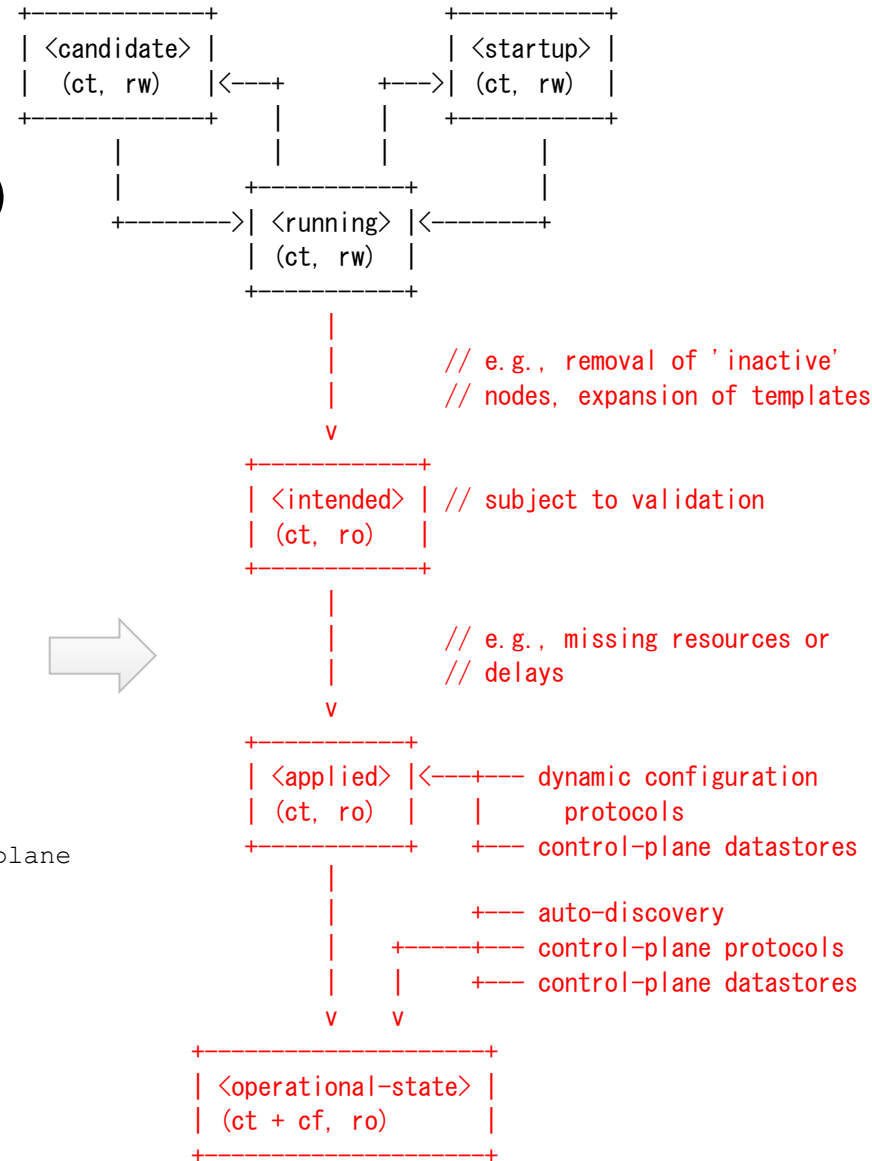 +-------------+                 +-----------+
| <candidate> |                 | <startup> |
|  (ct, rw)   |<---+       +--->| (ct, rw)  |
+-------------+    |       |    +-----------+
       |           |       |           |
)      |         +-----------+         |
       +-------->| <running> |<--------+
                 | (ct, rw)  |
                 +-----------+
                       |
                       |        // e.g., removal of 'inactive'
                       |        // nodes, expansion of templates
                       v
                 +------------+
                 | <intended> | // subject to validation
                 | (ct, ro)   |
                 +------------+
                       |
                       |        // e.g., missing resources or
                       |        // delays
                       v
                 +-----------+
                 | <applied> |<---+--- dynamic configuration
                 | (ct, ro)  |    |      protocols
plane            +-----------+    +--- control-plane datastores
                       |
                       |          +--- auto-discovery
                       |    +-----+--- control-plane protocols
                       |    |     +--- control-plane datastores
                       v    v
             +---------------------+
             | <operational-state> |
             | (ct + cf, ro)       |
             +---------------------+